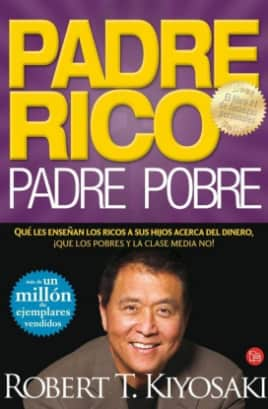 PADRE
RICO
PADRE POBRE
QUÉ LES ENSEÑAN LOS RICOS A SUS HIJOS ACERCA DEL DINERO,
¡QUE LOS POBRES Y LA CLASE MEDIA NO!
más de un
millón
de
ejemplares
vendidos
ROBERT T. KIYOSAKI